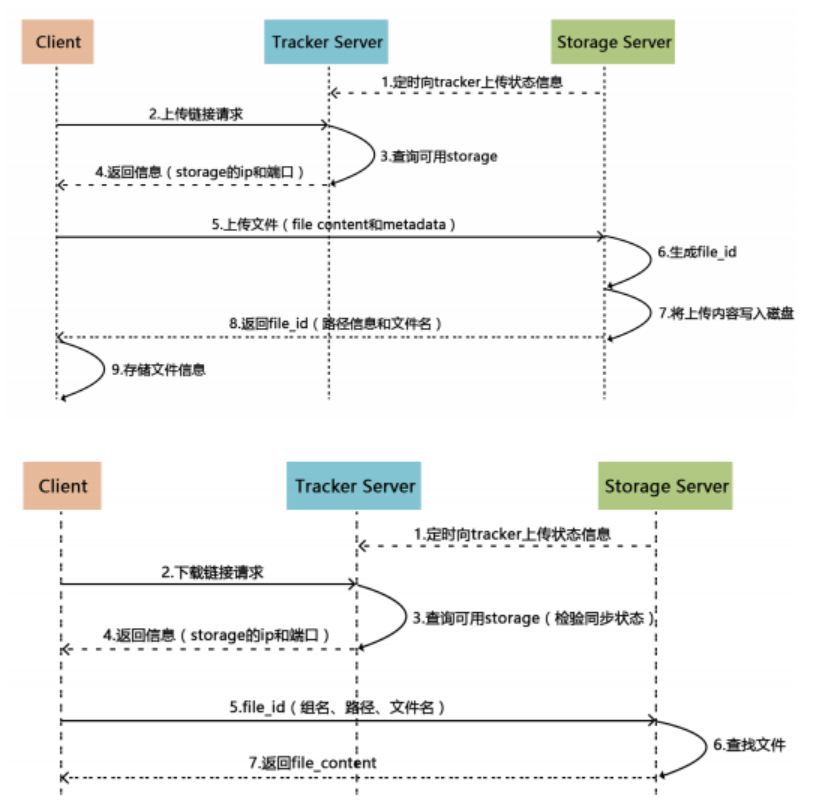 Client
Tracker Server
Storage Server
1.定时向tracker上传状态信息
2.上传链接请求
3.查询可用storage
4.返回信息（storage的ip和端口）
5.上传文件（file content和metadata）
6.生成file_id
7.将上传内容写入磁盘
8.返回file_id（路径信息和文件名）
9.存储文件信息
Client
Tracker Server
Storage Server
1.定时向tracker上传状态信息
2.下载链接请求
3.查询可用storage（检验同步状态）
4.返回信息（storage的ip和端口）
5.file_id（组名、路径、文件名）
6.查找文件
7.返回file_content